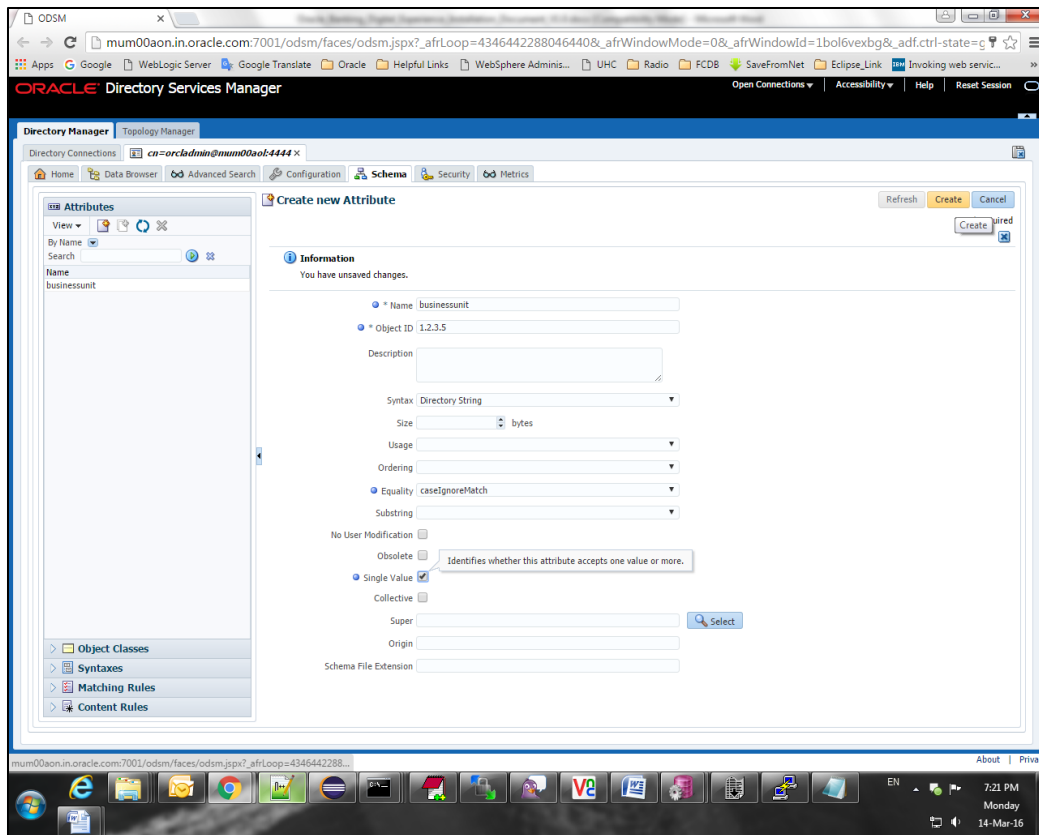 ODSM
mum00aon.in.oracle.com:7001/odsm/faces/odsm.jspx?_afrLoop=4346442288046440&_afrWindowMode=0&_afrWindowId=1bol6vexbg&_adf.ctrl-state=
Apps Google WebLogic Server Google Translate Oracle Helpful Links WebSphere Adminis... UHC Radio FCDB SaveFromNet Eclipse_Link Invoking web servic... »
ORACLE Directory Services Manager
Open Connections Accessibility Help Reset Session
Directory Manager Topology Manager
Directory Connections cn=orcladmin@mum00aol:4444
Home Data Browser Advanced Search Configuration Schema Security Metrics
Attributes
View
By Name
Search
Name
businessunit
Object Classes
Syntaxes
Matching Rules
Content Rules
Create new Attribute
Refresh Create Cancel
Create
Information
You have unsaved changes.
* Name businessunit
* Object ID 1.2.3.5
Description
Syntax Directory String
Size bytes
Usage
Ordering
Equality caseIgnoreMatch
Substring
No User Modification
Obsolete
Identifies whether this attribute accepts one value or more.
Single Value
Collective
Super Select
Origin
Schema File Extension
About | Priva
mum00aon.in.oracle.com:7001/odsm/faces/odsm.jspx?_afrLoop=4346442288...
EN
7:21 PM
Monday
14-Mar-16